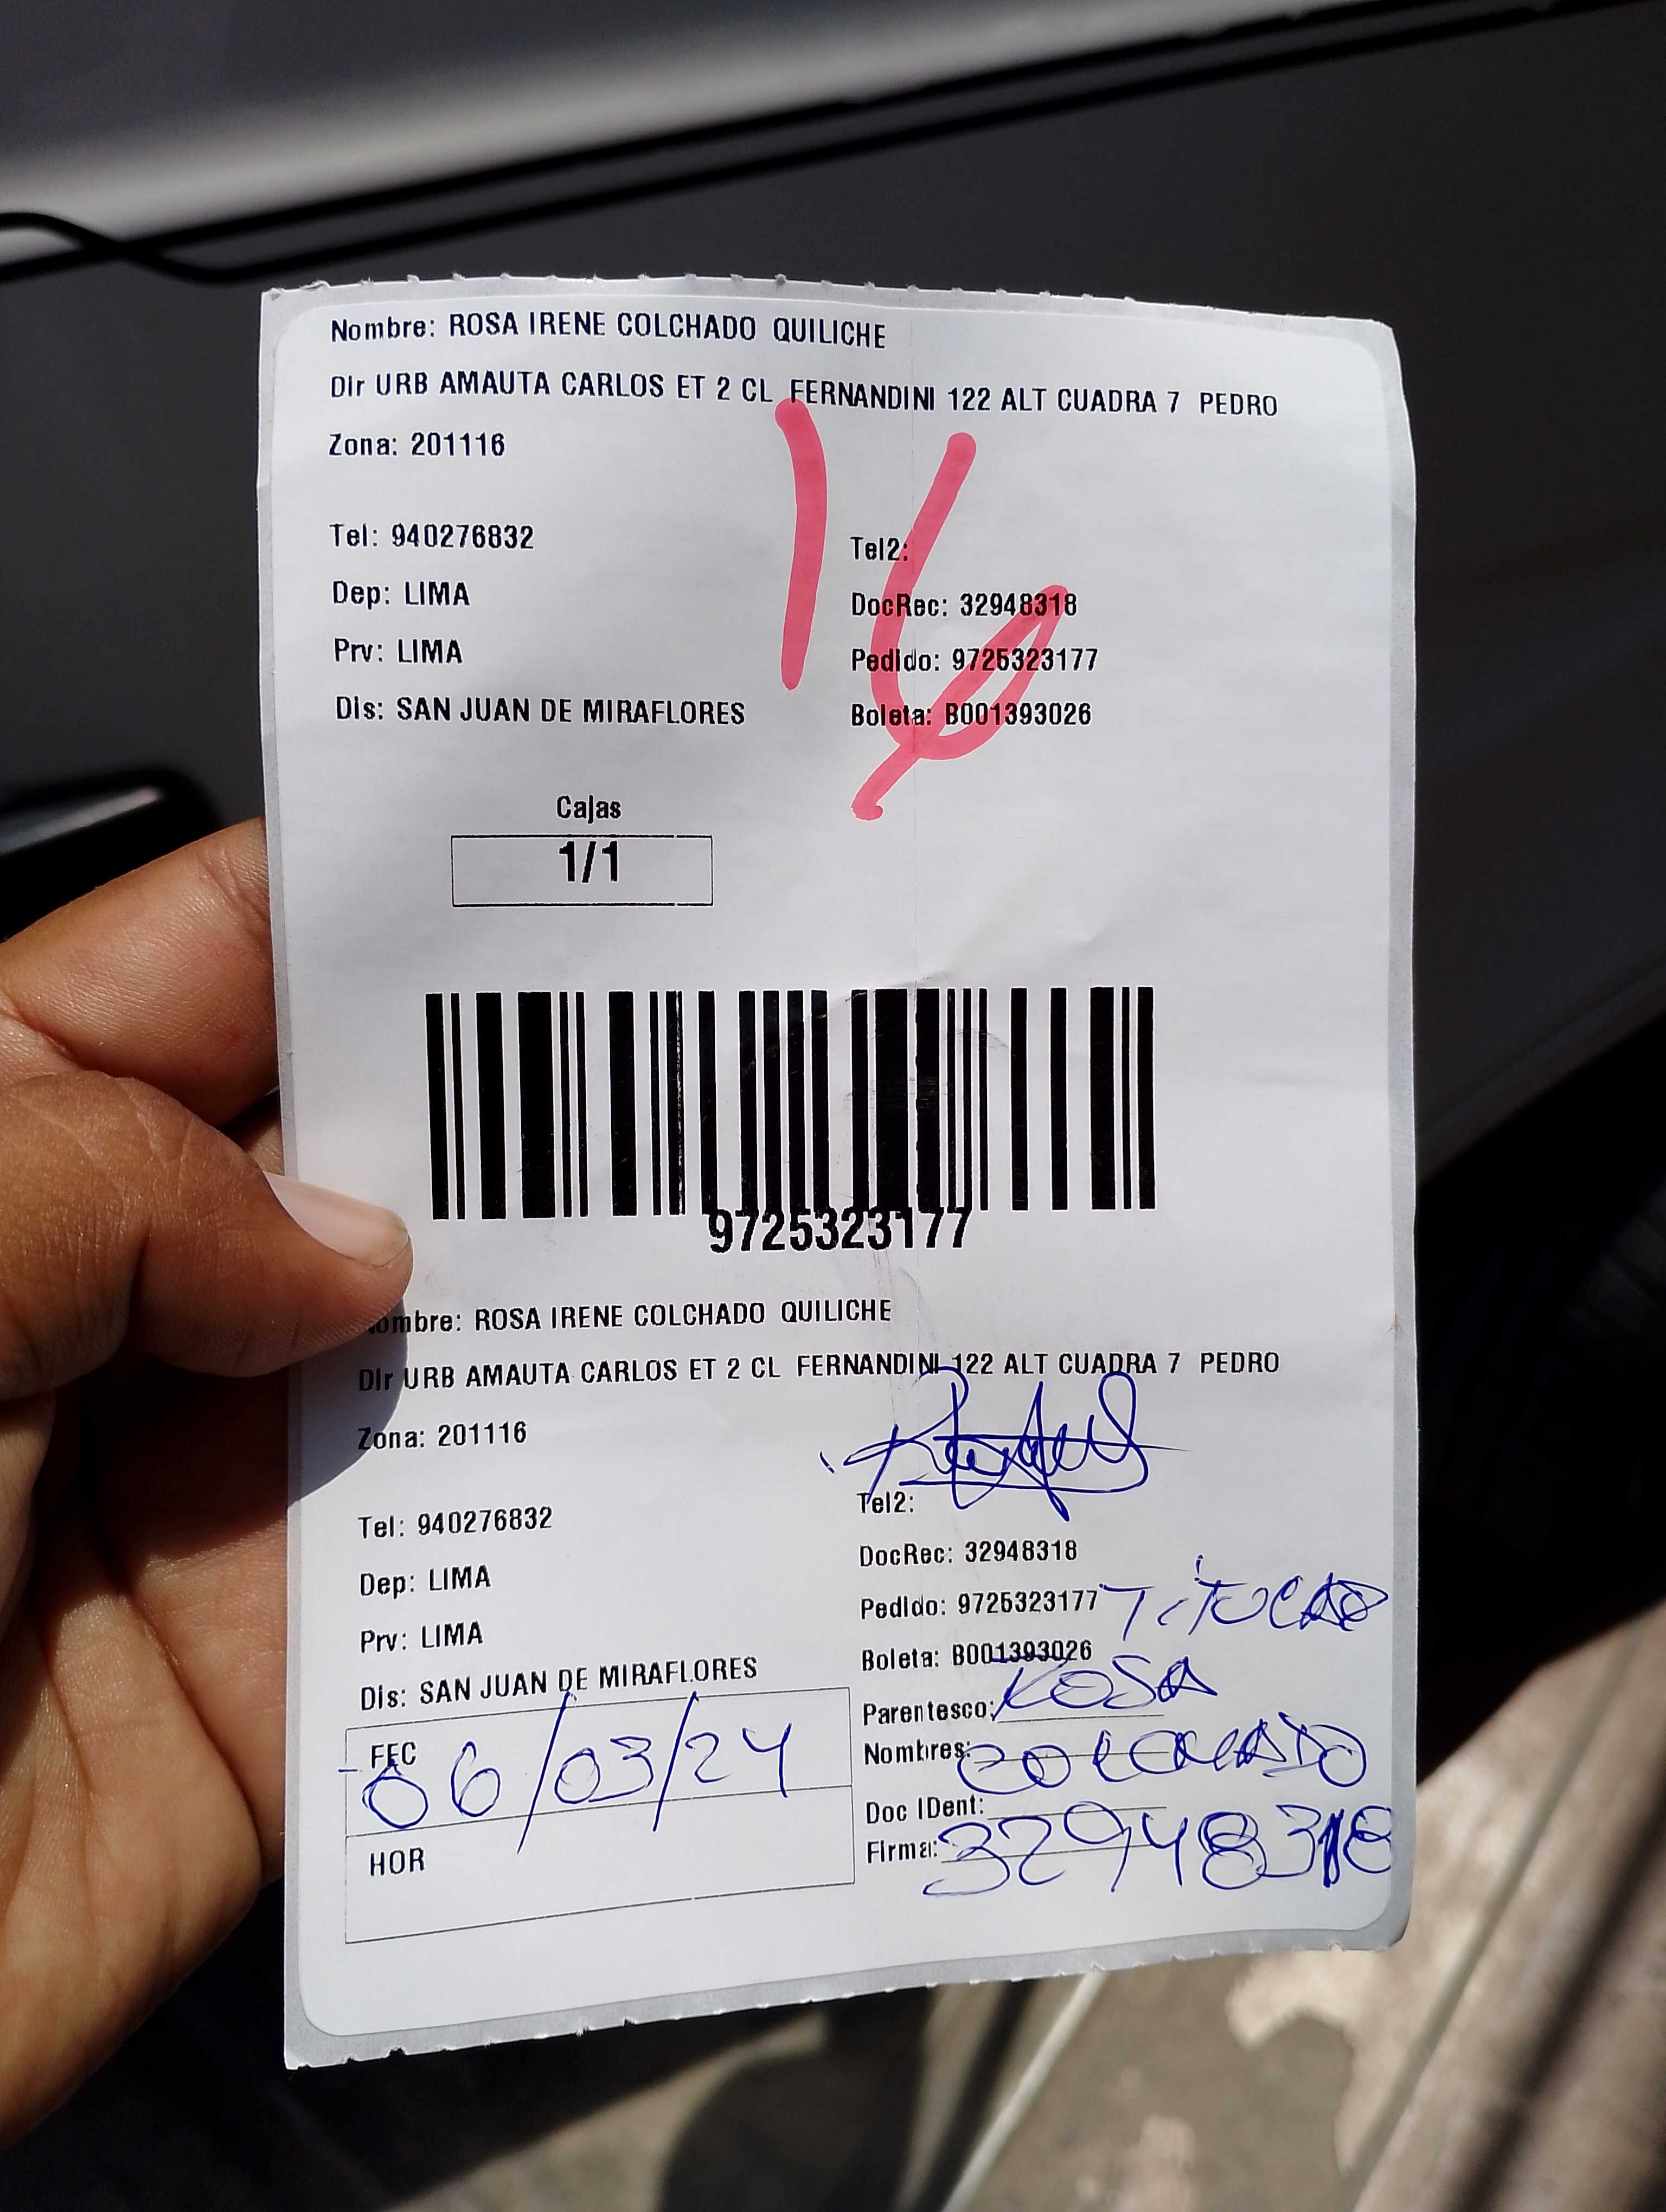 Nombre: ROSA IRENE COLCHADO QUILICHE
Dir URB AMAUTA CARLOS ET 2 CL FERNANDINI 122 ALT CUADRA 7 PEDRO
Zona: 201116
16
Tel: 940276832
Tel2:
Dep: LIMA
DocRec: 32948318
Prv: LIMA
Pedido: 9725323177
Dis: SAN JUAN DE MIRAFLORES
Boleta: B001393026
Cajas
1/1
9725323177
ombre: ROSA IRENE COLCHADO QUILICHE
Dir URB AMAUTA CARLOS ET 2 CL FERNANDINI 122 ALT CUADRA 7 PEDRO
Zona: 201116
Tel2:
Tel: 940276832
DocRec: 32948318
Dep: LIMA
Pedido: 9725323177
Prv: LIMA
Boleta: B001393026
Dis: SAN JUAN DE MIRAFLORES
Parentesco: ROSA
FEC 06/03/24
Nombres: COLCHADO
Doc IDent:
HOR
Firma: 32948318